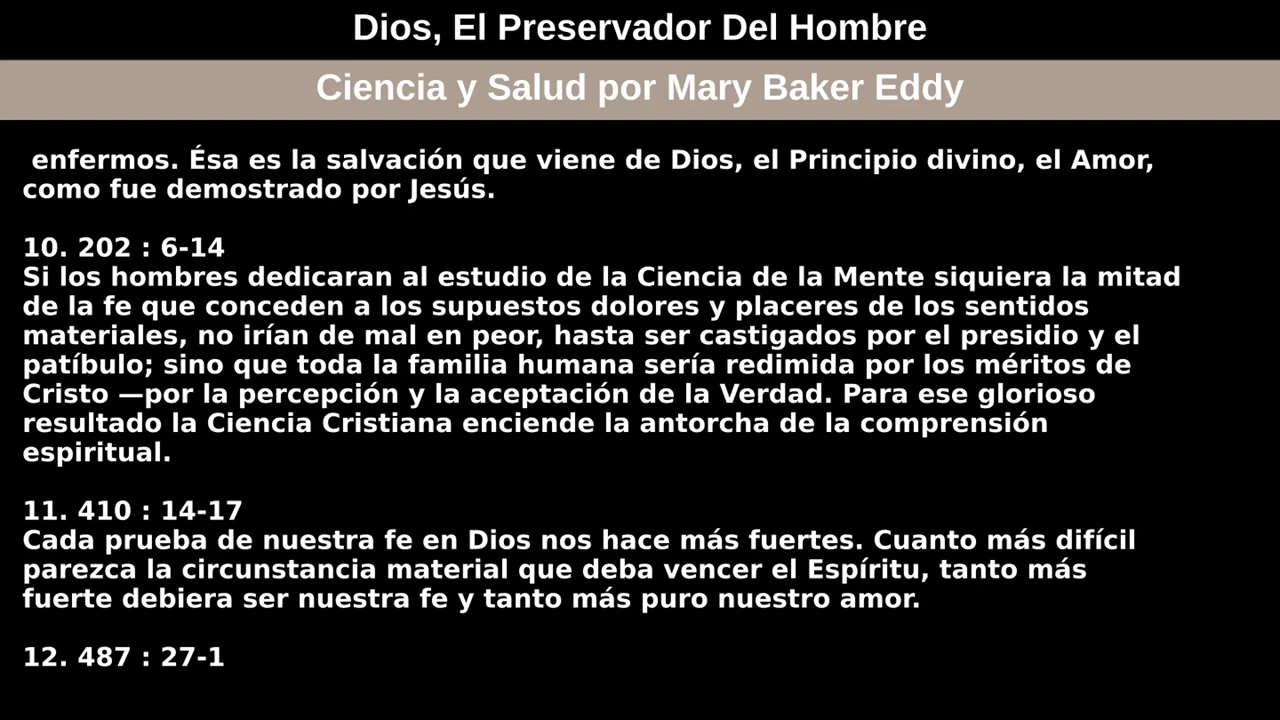 Dios, El Preservador Del Hombre
Ciencia y Salud por Mary Baker Eddy
enfermos. Ésa es la salvación que viene de Dios, el Principio divino, el Amor,
como fue demostrado por Jesús.
10. 202 : 6-14
Si los hombres dedicaran al estudio de la Ciencia de la Mente siquiera la mitad
de la fe que conceden a los supuestos dolores y placeres de los sentidos
materiales, no irían de mal en peor, hasta ser castigados por el presidio y el
patíbulo; sino que toda la familia humana sería redimida por los méritos de
Cristo —por la percepción y la aceptación de la Verdad. Para ese glorioso
resultado la Ciencia Cristiana enciende la antorcha de la comprensión
espiritual.
11. 410 : 14-17
Cada prueba de nuestra fe en Dios nos hace más fuertes. Cuanto más difícil
parezca la circunstancia material que deba vencer el Espíritu, tanto más
fuerte debiera ser nuestra fe y tanto más puro nuestro amor.
12. 487 : 27-1